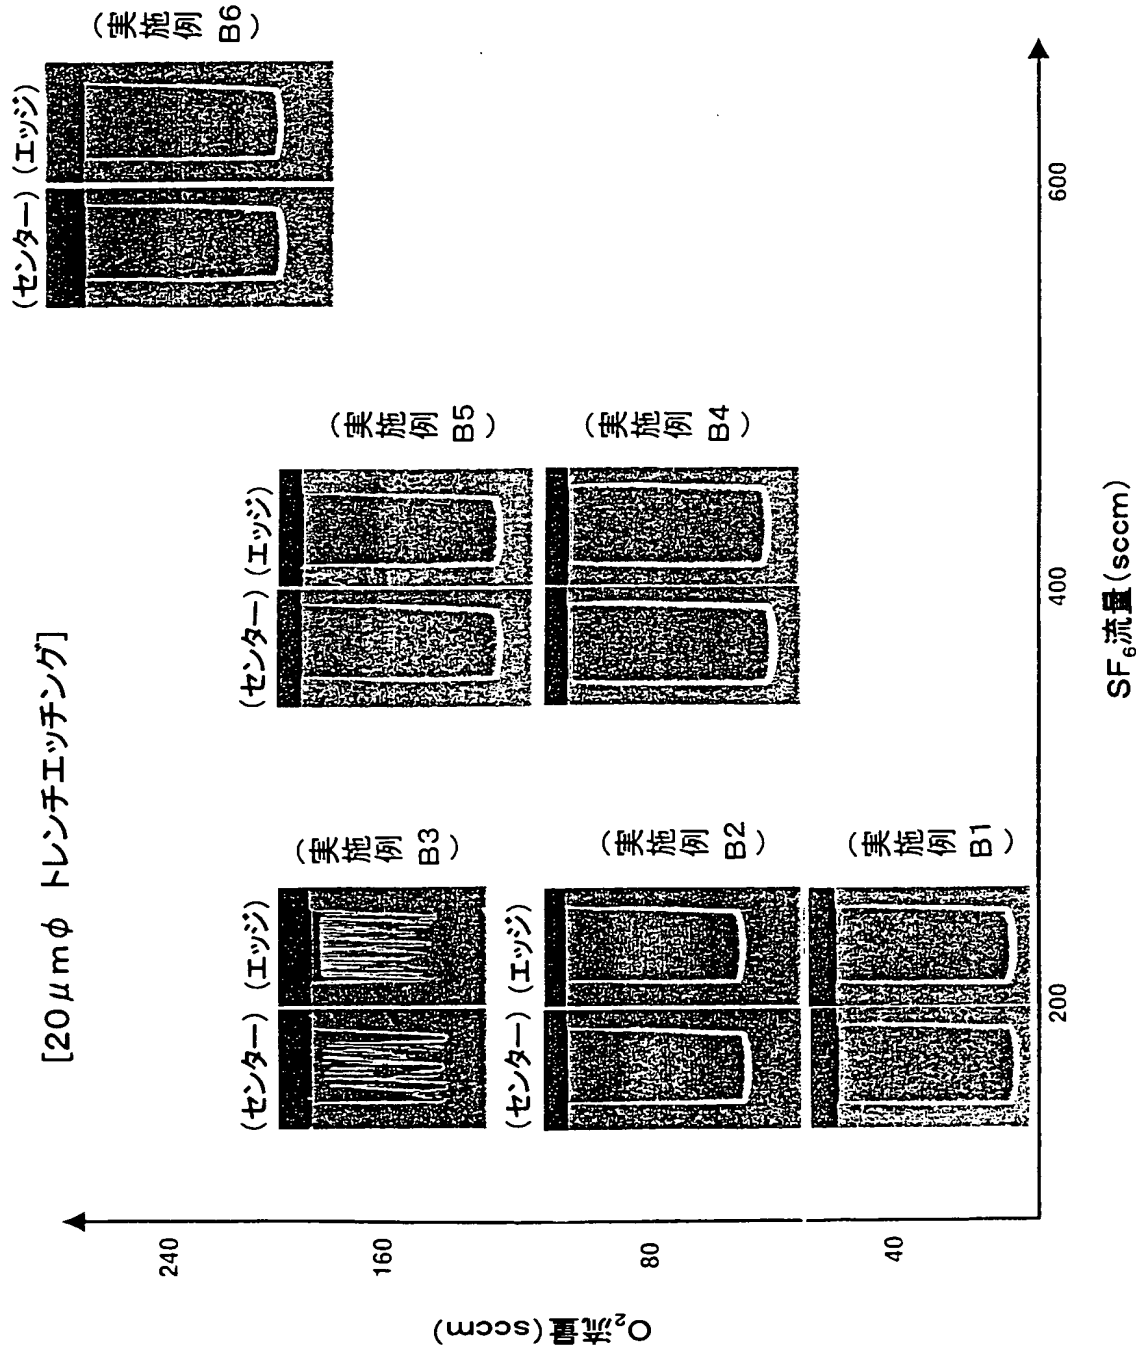 [20μmφ トレンチエッチング]
(センター) (エッジ)
(実施例 B6)
(センター) (エッジ)
(実施例 B3)
(センター) (エッジ)
(実施例 B5)
(センター) (エッジ)
(実施例 B2)
(実施例 B4)
(実施例 B1)
240
160
80
40
O₂流量(sccm)
200
400
600
SF₆流量(sccm)